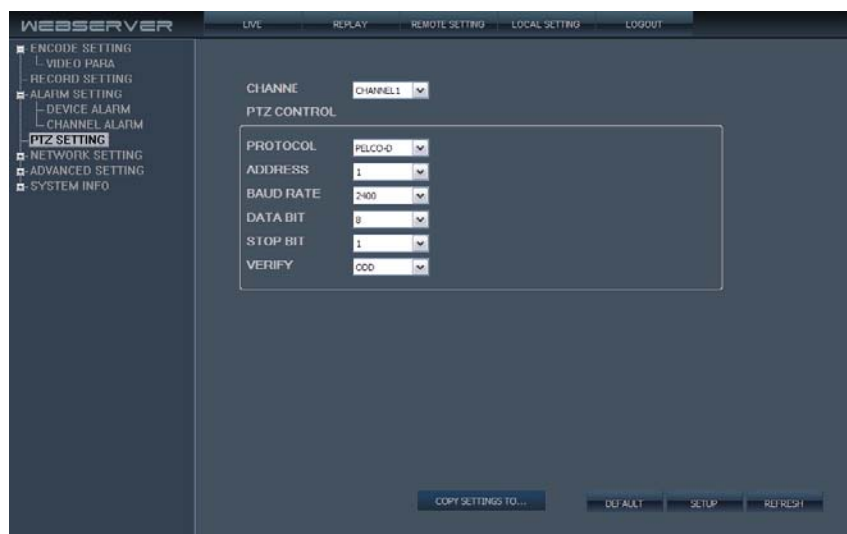 WEBSERVER
LIVE REPLAY REMOTE SETTING LOCAL SETTING LOGOUT
ENCODE SETTING
VIDEO PARA
RECORD SETTING
ALARM SETTING
DEVICE ALARM
CHANNEL ALARM
PTZ SETTING
NETWORK SETTING
ADVANCED SETTING
SYSTEM INFO
CHANNE CHANNEL1
PTZ CONTROL
PROTOCOL PELCO-D
ADDRESS 1
BAUD RATE 2400
DATA BIT 8
STOP BIT 1
VERIFY ODD
COPY SETTINGS TO... DEFAULT SETUP REFRESH